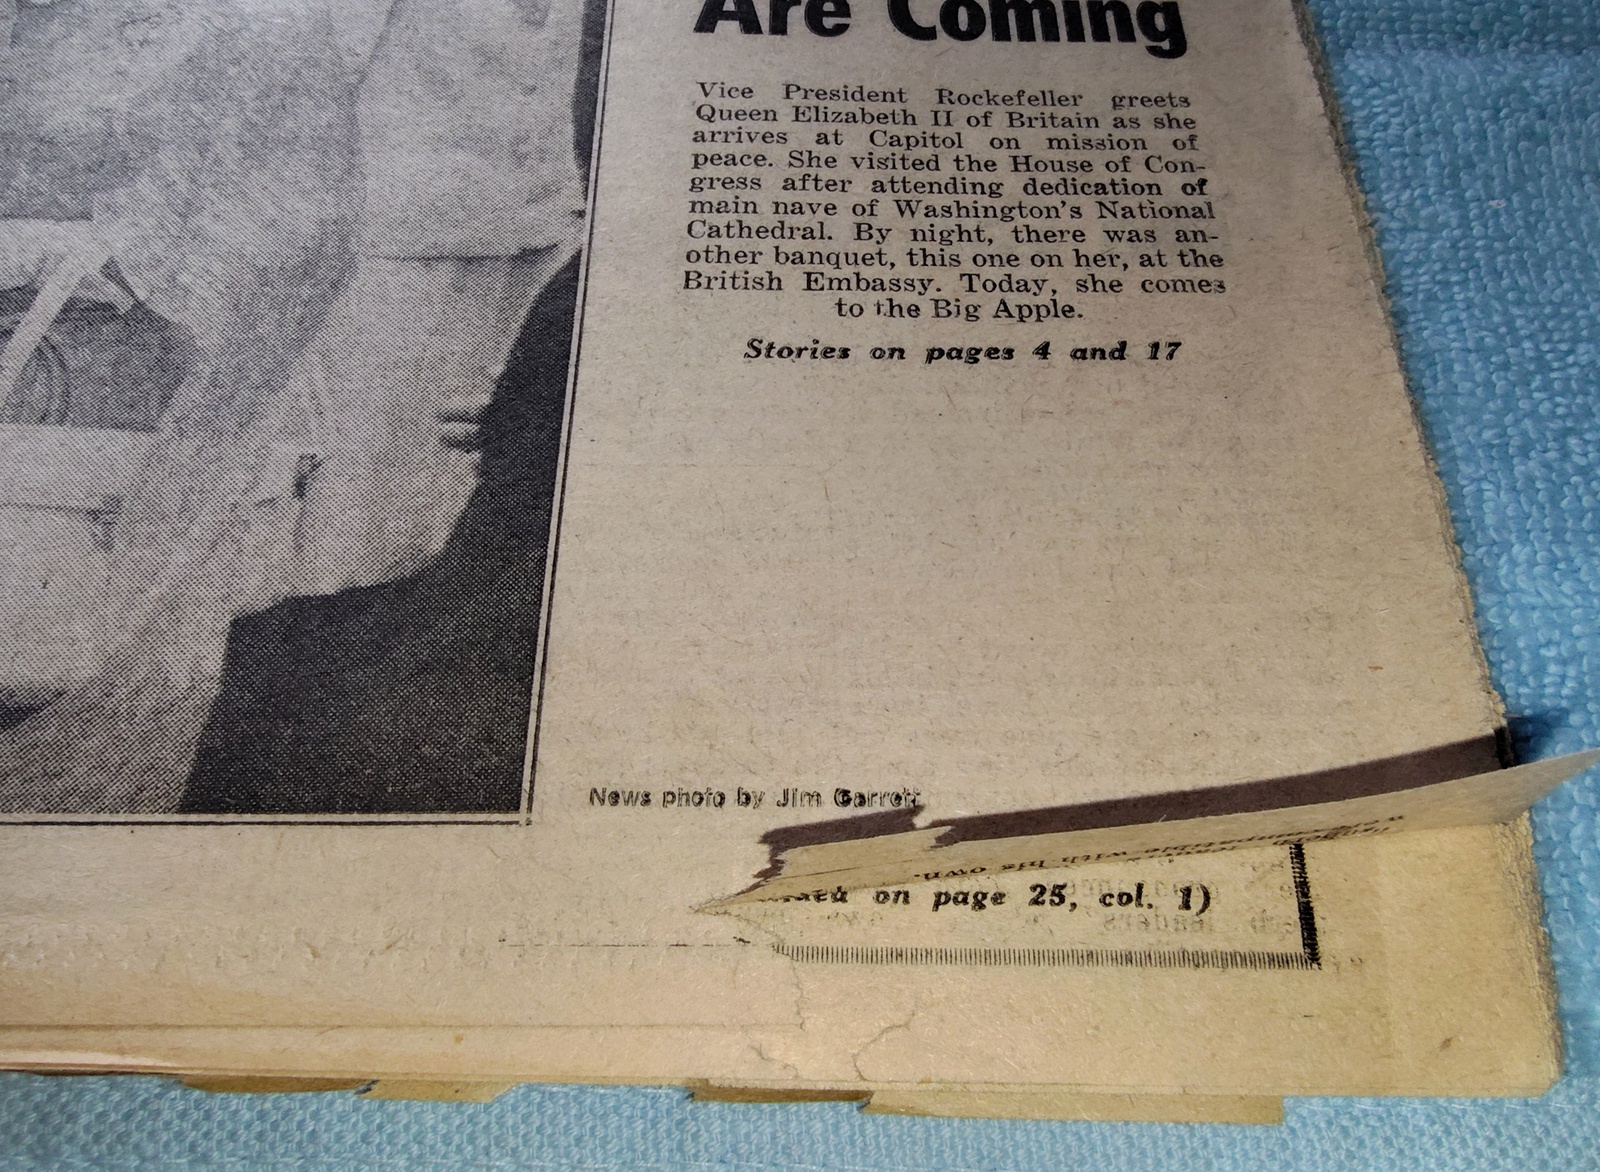 Are Coming
Vice President Rockefeller greets
Queen Elizabeth II of Britain as she
arrives at Capitol on mission of
peace. She visited the House of Con-
gress after attending dedication of
main nave of Washington's National
Cathedral. By night, there was an-
other banquet, this one on her, at the
British Embassy. Today, she comes
to the Big Apple.
Stories on pages 4 and 17
News photo by Jim Garrett
with his own.
on page 25, col. 1)